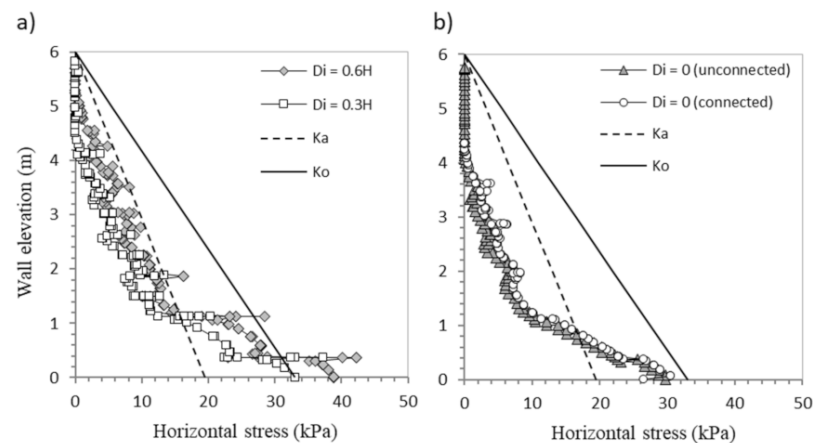 a)
Di = 0.6H
Di = 0.3H
Ka
Ko
6
5
4
3
2
1
0
Wall elevation (m)
0 10 20 30 40 50
Horizontal stress (kPa)
b)
Di = 0 (unconnected)
Di = 0 (connected)
Ka
Ko
6
5
4
3
2
1
0
0 10 20 30 40 50
Horizontal stress (kPa)